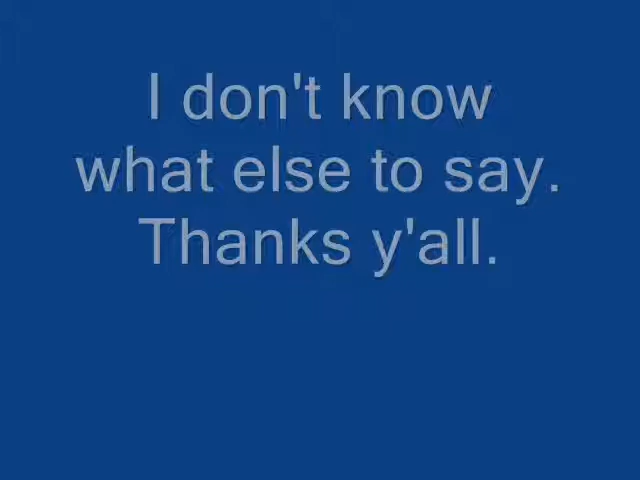 I don't know
what else to say.
Thanks y'all.